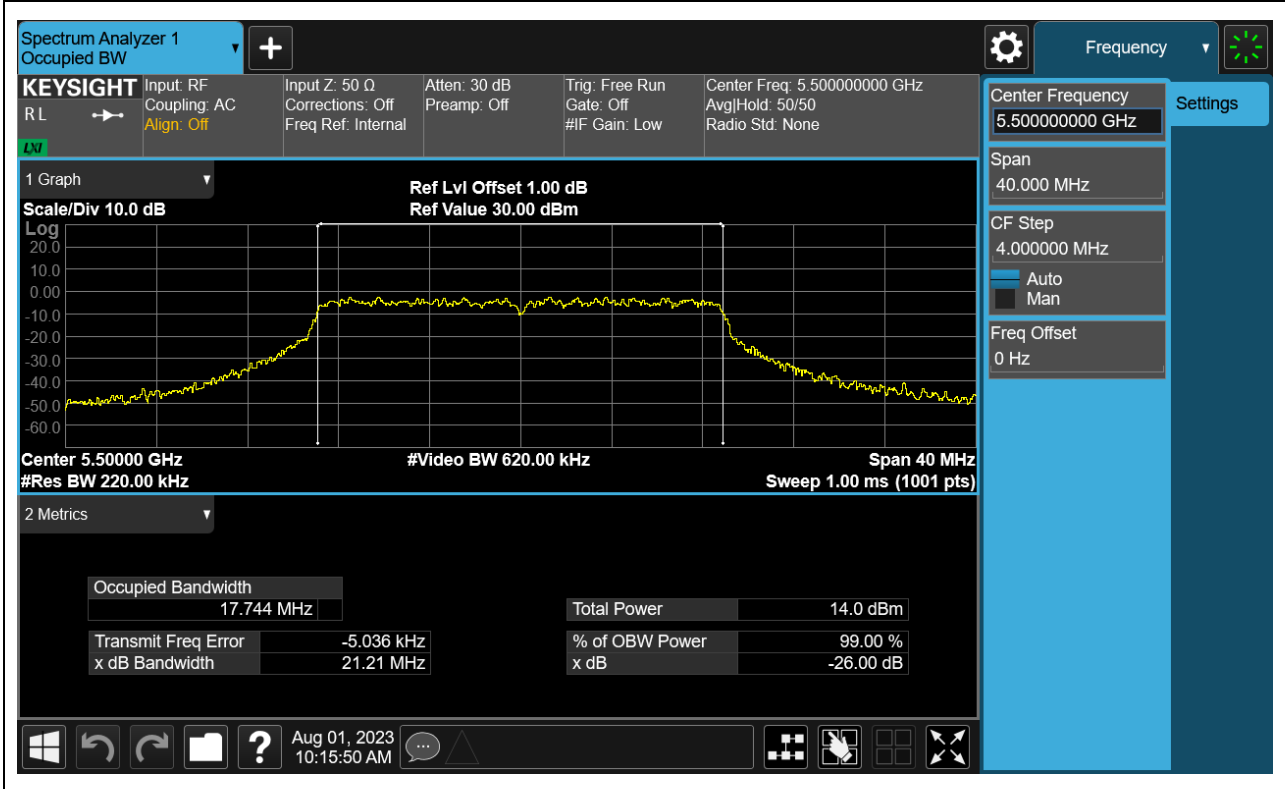 Spectrum Analyzer 1
Occupied BW
+
Frequency
KEYSIGHT
R L
LXI
Input: RF
Coupling: AC
Align: Off
Input Z: 50 Ω
Corrections: Off
Freq Ref: Internal
Atten: 30 dB
Preamp: Off
Trig: Free Run
Gate: Off
#IF Gain: Low
Center Freq: 5.500000000 GHz
Avg|Hold: 50/50
Radio Std: None
Center Frequency
5.500000000 GHz
Settings
Span
40.000 MHz
CF Step
4.000000 MHz
Auto
Man
Freq Offset
0 Hz
1 Graph
Scale/Div 10.0 dB
Ref Lvl Offset 1.00 dB
Ref Value 30.00 dBm
Log
20.0
10.0
0.00
-10.0
-20.0
-30.0
-40.0
-50.0
-60.0
Center 5.50000 GHz
#Video BW 620.00 kHz
Span 40 MHz
#Res BW 220.00 kHz
Sweep 1.00 ms (1001 pts)
2 Metrics
Occupied Bandwidth
17.744 MHz
Total Power 14.0 dBm
Transmit Freq Error -5.036 kHz
% of OBW Power 99.00 %
x dB Bandwidth 21.21 MHz
x dB -26.00 dB
?
Aug 01, 2023
10:15:50 AM